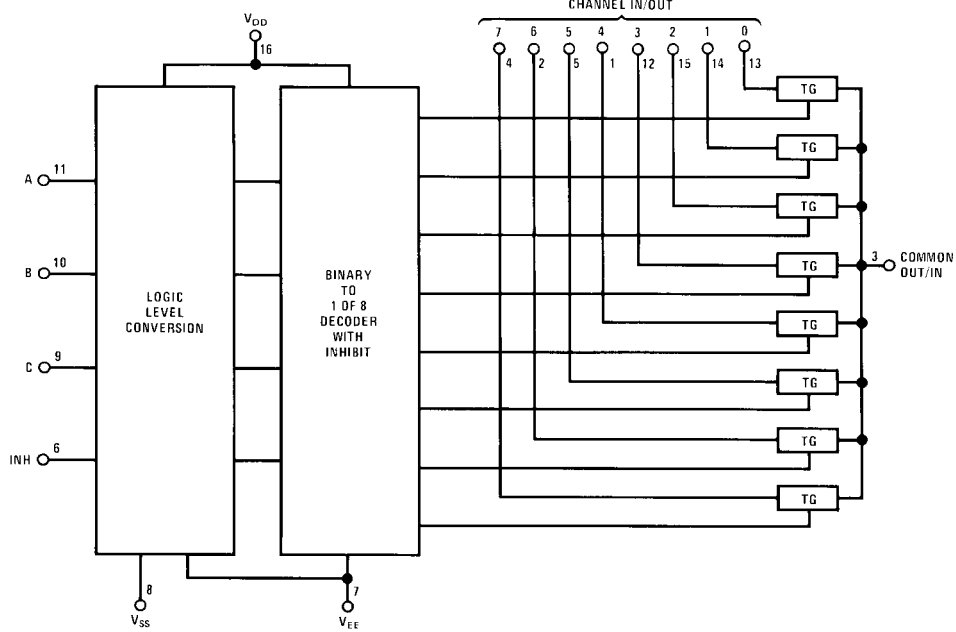 CHANNEL IN/OUT
7 6 5 4 3 2 1 0
4 2 5 1 12 15 14 13
VDD
16
TG
TG
TG
TG
TG
TG
TG
TG
A 11
B 10
C 9
INH 6
LOGIC
LEVEL
CONVERSION
BINARY
TO
1 OF 8
DECODER
WITH
INHIBIT
3 COMMON
OUT/IN
8
VSS
7
VEE